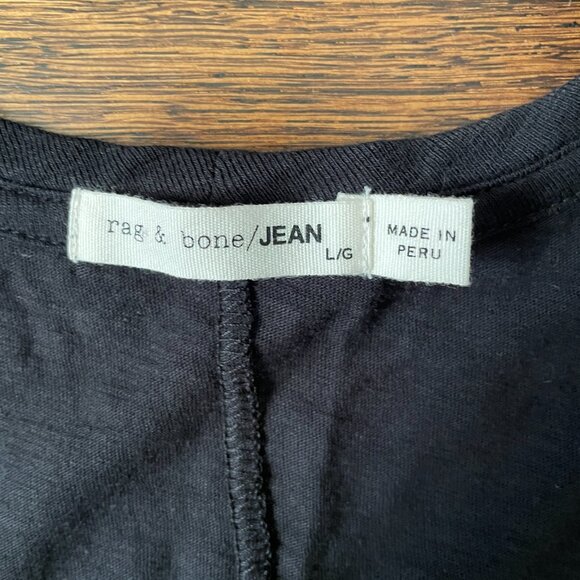 rag & bone/JEAN
L/G
MADE IN
PERU